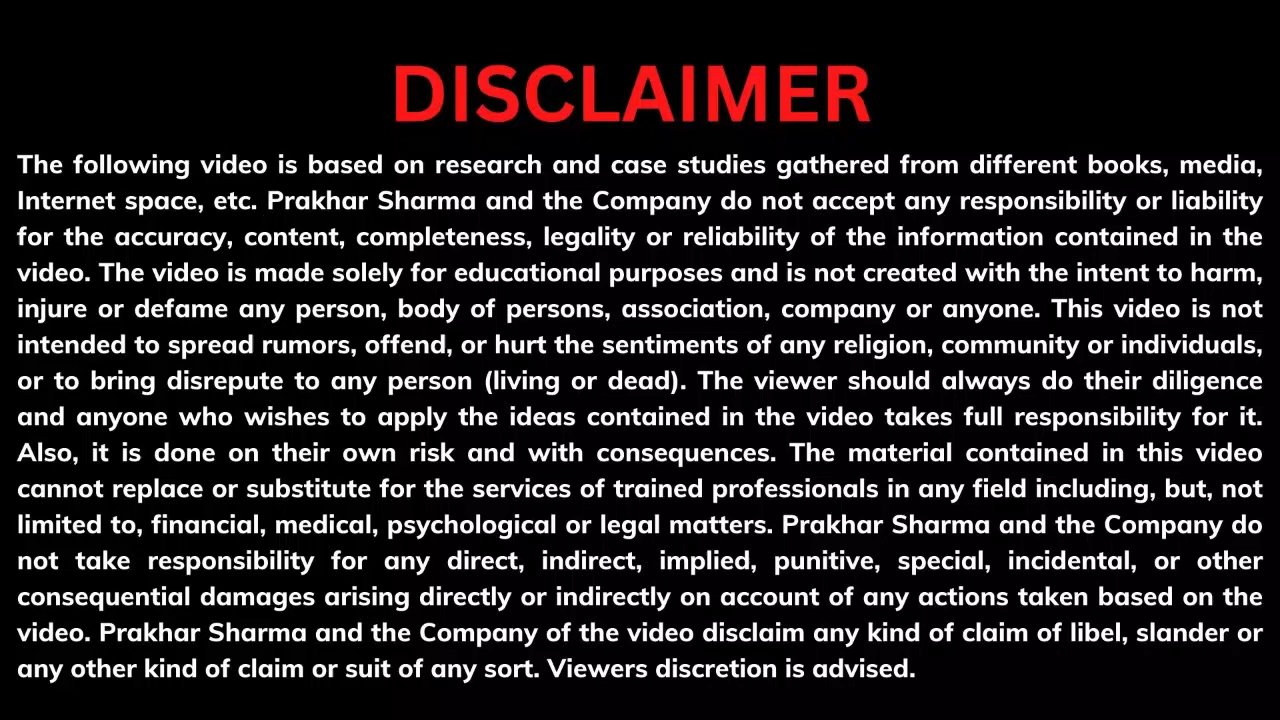 DISCLAIMER
The following video is based on research and case studies gathered from different books, media,
Internet space, etc. Prakhar Sharma and the Company do not accept any responsibility or liability
for the accuracy, content, completeness, legality or reliability of the information contained in the
video. The video is made solely for educational purposes and is not created with the intent to harm,
injure or defame any person, body of persons, association, company or anyone. This video is not
intended to spread rumors, offend, or hurt the sentiments of any religion, community or individuals,
or to bring disrepute to any person (living or dead). The viewer should always do their diligence
and anyone who wishes to apply the ideas contained in the video takes full responsibility for it.
Also, it is done on their own risk and with consequences. The material contained in this video
cannot replace or substitute for the services of trained professionals in any field including, but, not
limited to, financial, medical, psychological or legal matters. Prakhar Sharma and the Company do
not take responsibility for any direct, indirect, implied, punitive, special, incidental, or other
consequential damages arising directly or indirectly on account of any actions taken based on the
video. Prakhar Sharma and the Company of the video disclaim any kind of claim of libel, slander or
any other kind of claim or suit of any sort. Viewers discretion is advised.